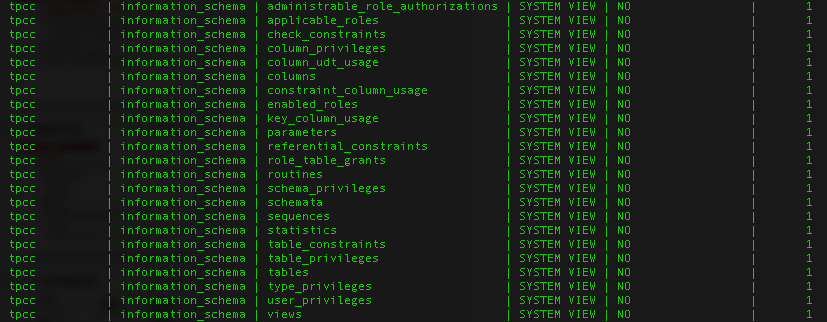 tpcc | information_schema | administrable_role_authorizations | SYSTEM VIEW | NO | 1
tpcc | information_schema | applicable_roles | SYSTEM VIEW | NO | 1
tpcc | information_schema | check_constraints | SYSTEM VIEW | NO | 1
tpcc | information_schema | column_privileges | SYSTEM VIEW | NO | 1
tpcc | information_schema | column_udt_usage | SYSTEM VIEW | NO | 1
tpcc | information_schema | columns | SYSTEM VIEW | NO | 1
tpcc | information_schema | constraint_column_usage | SYSTEM VIEW | NO | 1
tpcc | information_schema | enabled_roles | SYSTEM VIEW | NO | 1
tpcc | information_schema | key_column_usage | SYSTEM VIEW | NO | 1
tpcc | information_schema | parameters | SYSTEM VIEW | NO | 1
tpcc | information_schema | referential_constraints | SYSTEM VIEW | NO | 1
tpcc | information_schema | role_table_grants | SYSTEM VIEW | NO | 1
tpcc | information_schema | routines | SYSTEM VIEW | NO | 1
tpcc | information_schema | schema_privileges | SYSTEM VIEW | NO | 1
tpcc | information_schema | schemata | SYSTEM VIEW | NO | 1
tpcc | information_schema | sequences | SYSTEM VIEW | NO | 1
tpcc | information_schema | statistics | SYSTEM VIEW | NO | 1
tpcc | information_schema | table_constraints | SYSTEM VIEW | NO | 1
tpcc | information_schema | table_privileges | SYSTEM VIEW | NO | 1
tpcc | information_schema | tables | SYSTEM VIEW | NO | 1
tpcc | information_schema | type_privileges | SYSTEM VIEW | NO | 1
tpcc | information_schema | user_privileges | SYSTEM VIEW | NO | 1
tpcc | information_schema | views | SYSTEM VIEW | NO | 1